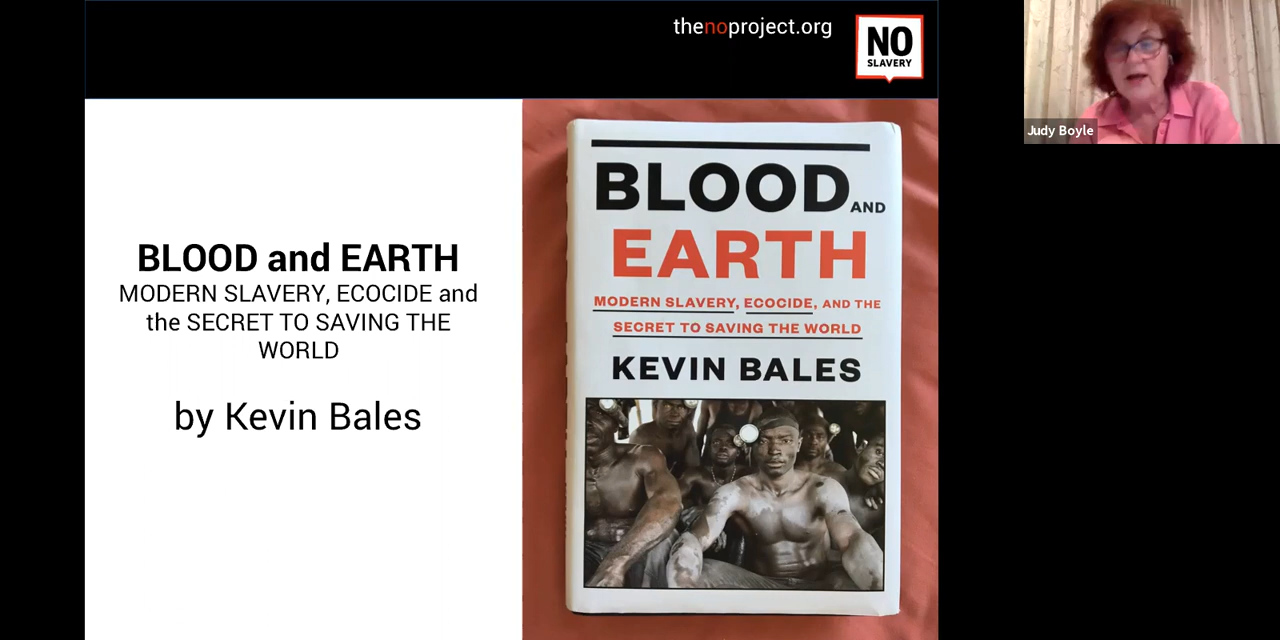 thenoproject.org
NO
SLAVERY
Judy Boyle
BLOOD and EARTH
MODERN SLAVERY, ECOCIDE and
the SECRET TO SAVING THE
WORLD
by Kevin Bales
BLOOD AND
EARTH
MODERN SLAVERY, ECOCIDE, AND THE
SECRET TO SAVING THE WORLD
KEVIN BALES